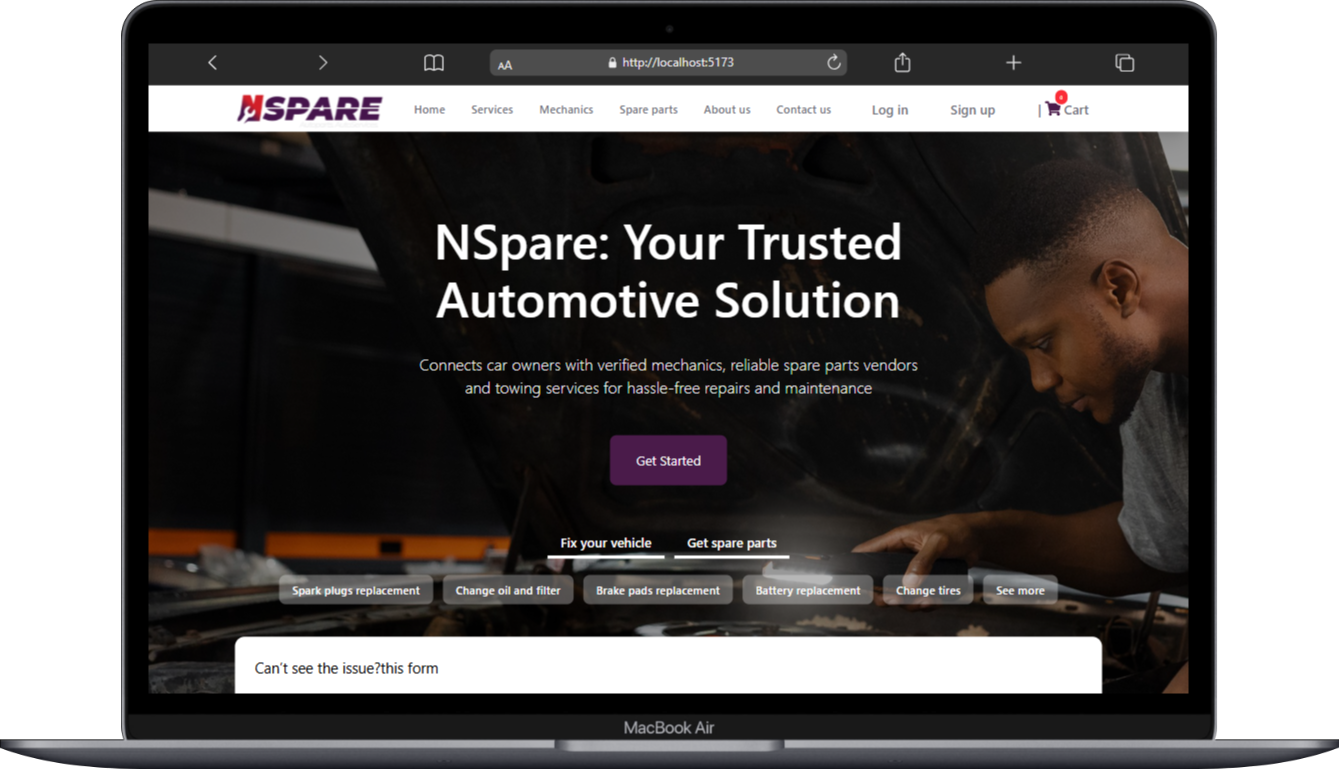 AA http://localhost:5173
NSPARE Home Services Mechanics Spare parts About us Contact us Log in Sign up | 0 Cart
NSpare: Your Trusted
Automotive Solution
Connects car owners with verified mechanics, reliable spare parts vendors
and towing services for hassle-free repairs and maintenance
Get Started
Fix your vehicle Get spare parts
Spark plugs replacement Change oil and filter Brake pads replacement Battery replacement Change tires See more
Can't see the issue?this form
MacBook Air